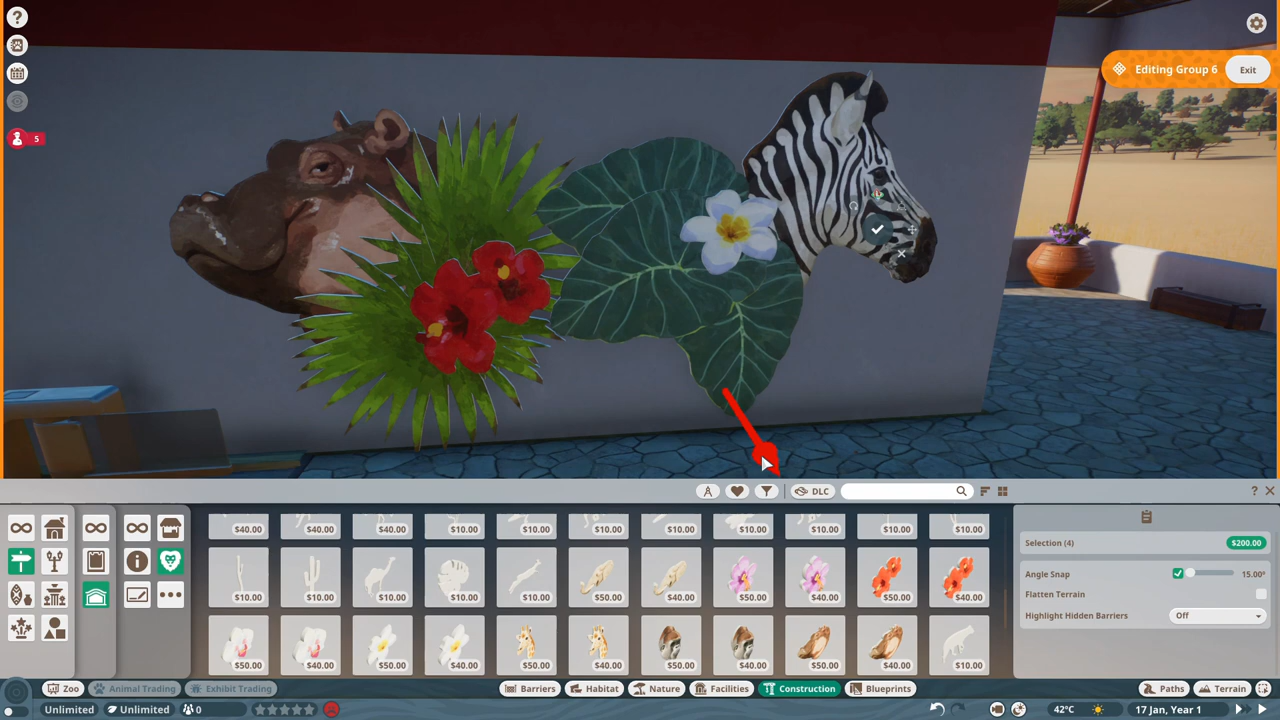 ?
Editing Group 6
Exit
5
DLC
?
$40.00 $40.00 $40.00 $10.00 $10.00 $10.00 $10.00 $10.00 $10.00 $10.00 $10.00
$10.00 $10.00 $10.00 $10.00 $10.00 $50.00 $40.00 $50.00 $40.00 $50.00 $40.00
$50.00 $40.00 $50.00 $40.00 $50.00 $40.00 $50.00 $40.00 $50.00 $40.00 $10.00
Selection (4) $200.00
Angle Snap 15.00°
Flatten Terrain
Highlight Hidden Barriers Off
Zoo Animal Trading Exhibit Trading Barriers Habitat Nature Facilities Construction Blueprints Paths Terrain
Unlimited Unlimited 0 42°C 17 Jan, Year 1